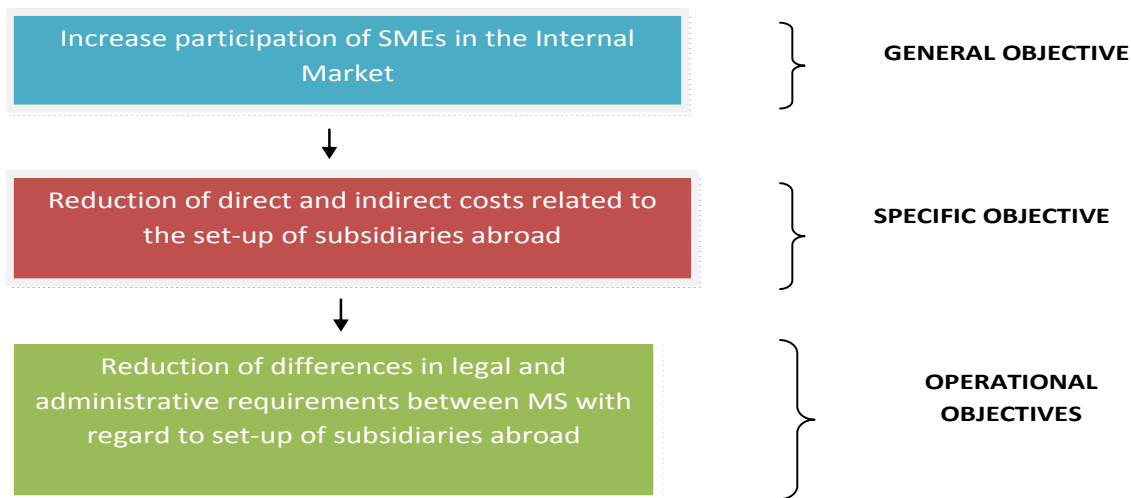 Increase participation of SMEs in the Internal
Market
GENERAL OBJECTIVE
Reduction of direct and indirect costs related to
the set-up of subsidiaries abroad
SPECIFIC OBJECTIVE
Reduction of differences in legal and
administrative requirements between MS with
regard to set-up of subsidiaries abroad
OPERATIONAL
OBJECTIVES